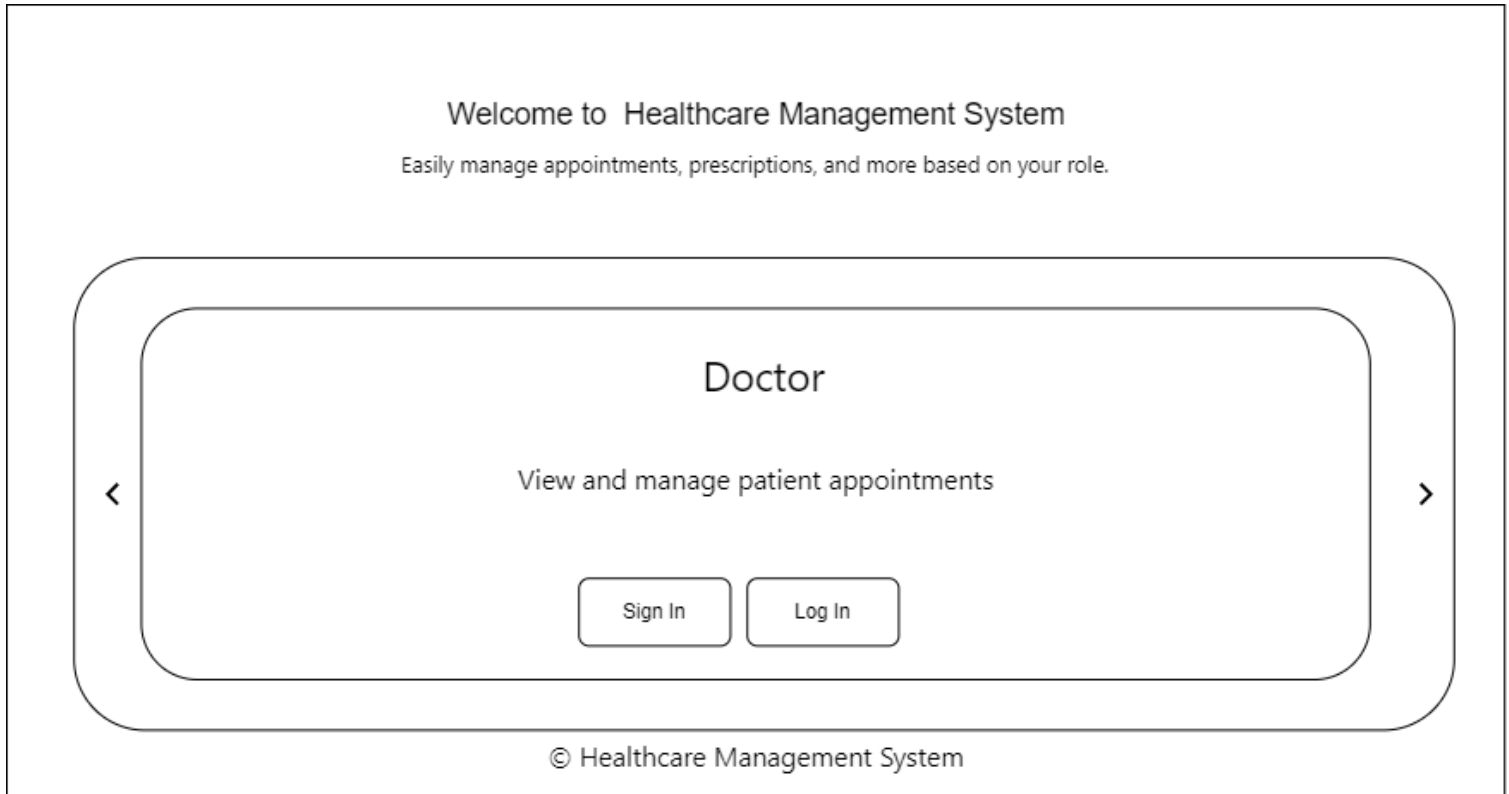 Welcome to  Healthcare Management System
Easily manage appointments, prescriptions, and more based on your role.
Doctor
View and manage patient appointments
Sign In Log In
© Healthcare Management System